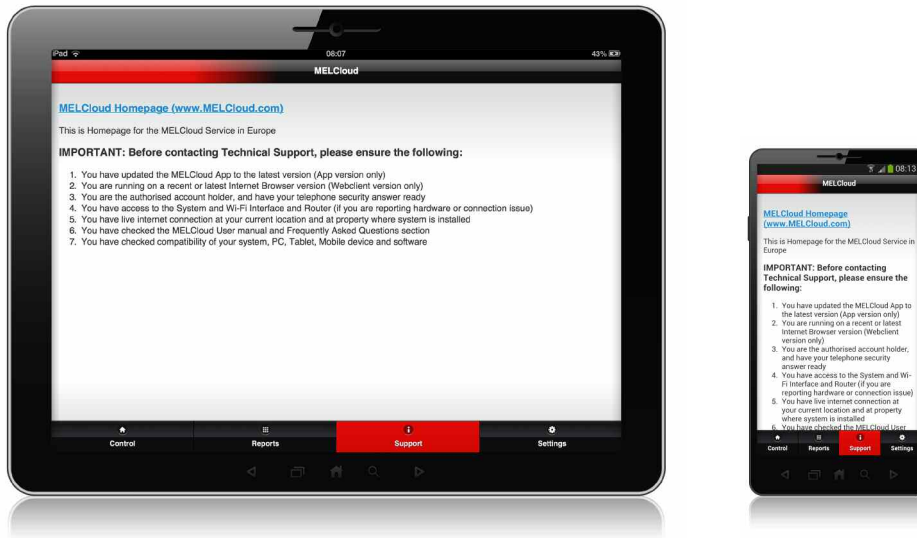 iPad 08:07 43%
MELCloud
MELCloud Homepage (www.MELCloud.com)
This is Homepage for the MELCloud Service in Europe
IMPORTANT: Before contacting Technical Support, please ensure the following:
1. You have updated the MELCloud App to the latest version (App version only)
2. You are running on a recent or latest Internet Browser version (Webclient version only)
3. You are the authorised account holder, and have your telephone security answer ready
4. You have access to the System and Wi-Fi Interface and Router (if you are reporting hardware or connection issue)
5. You have live internet connection at your current location and at property where system is installed
6. You have checked the MELCloud User manual and Frequently Asked Questions section
7. You have checked compatibility of your system, PC, Tablet, Mobile device and software
Control Reports Support Settings
08:13
MELCloud
MELCloud Homepage
(www.MELCloud.com)
This is Homepage for the MELCloud Service in
Europe
IMPORTANT: Before contacting
Technical Support, please ensure the
following:
1. You have updated the MELCloud App to
the latest version (App version only)
2. You are running on a recent or latest
Internet Browser version (Webclient
version only)
3. You are the authorised account holder,
and have your telephone security
answer ready
4. You have access to the System and Wi-
Fi Interface and Router (if you are
reporting hardware or connection issue)
5. You have live internet connection at
your current location and at property
where system is installed
6. You have checked the MELCloud User
Control Reports Support Settings